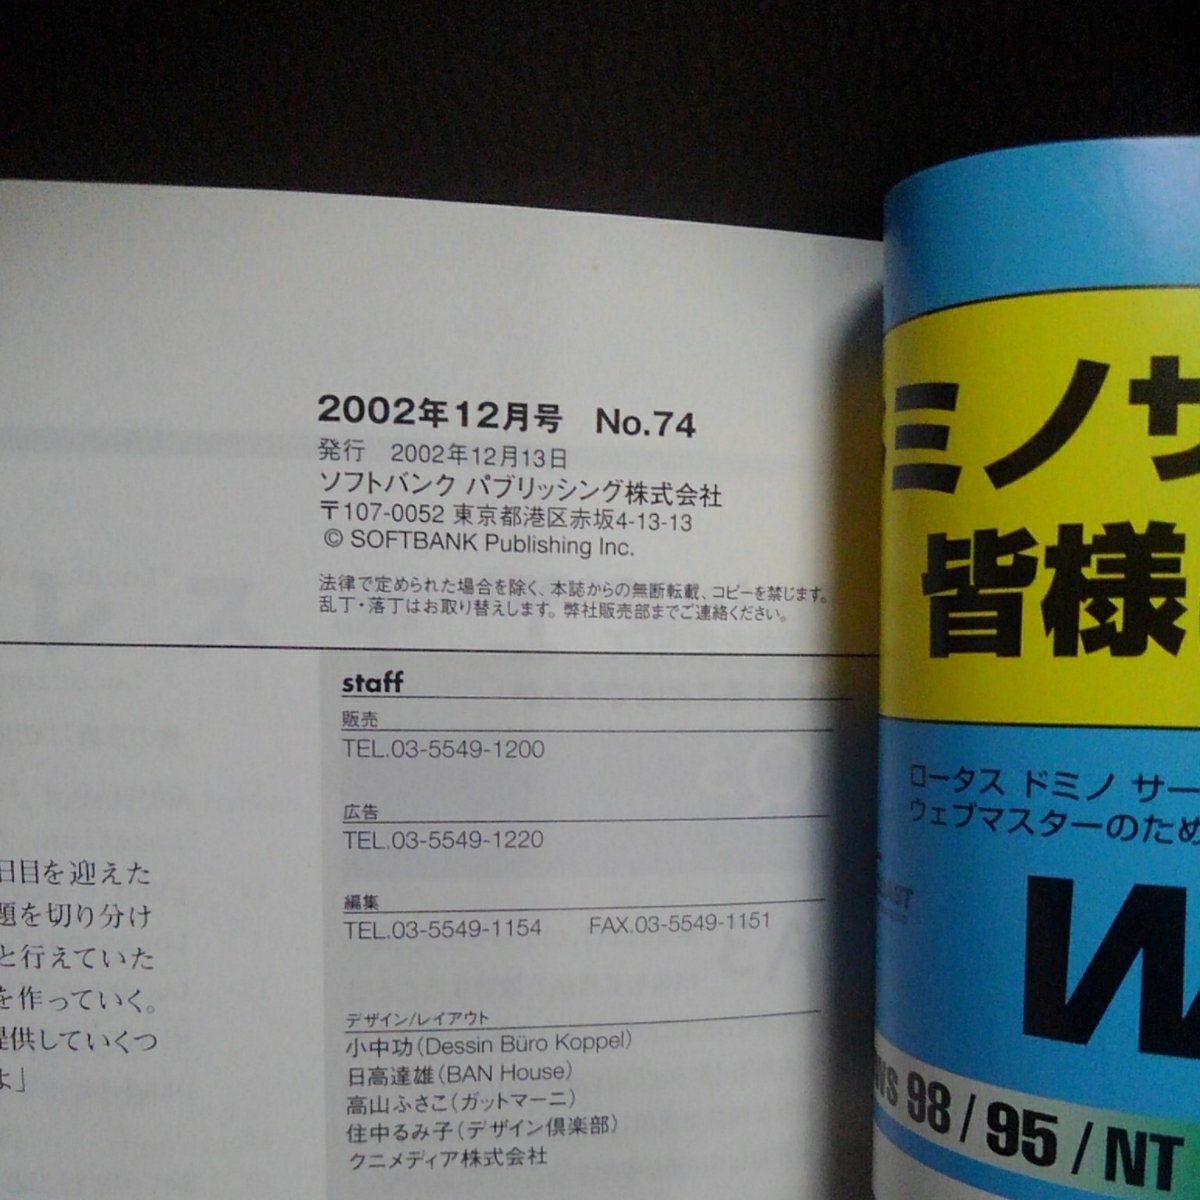 2002年12月号 No.74
発行 2002年12月13日
ソフトバンク パブリッシング株式会社
〒107-0052 東京都港区赤坂4-13-13
© SOFTBANK Publishing Inc.
法律で定められた場合を除く、本誌からの無断転載、コピーを禁じます。
乱丁・落丁はお取り替えします。弊社販売部までご連絡ください。
staff
販売
TEL.03-5549-1200
広告
TEL.03-5549-1220
編集
TEL.03-5549-1154 FAX.03-5549-1151
デザイン/レイアウト
小中功(Dessin Büro Koppel)
日高達雄(BAN House)
高山ふさこ(ガットマーニ)
住中るみ子(デザイン倶楽部)
クニメディア株式会社
日目を迎えた
題を切り分け
と行えていた
を作っていく。
提供していくつ
よ」
ミノサ
皆様
ロータス ドミノ サー
ウェブマスターのため
W
98 / 95 / NT